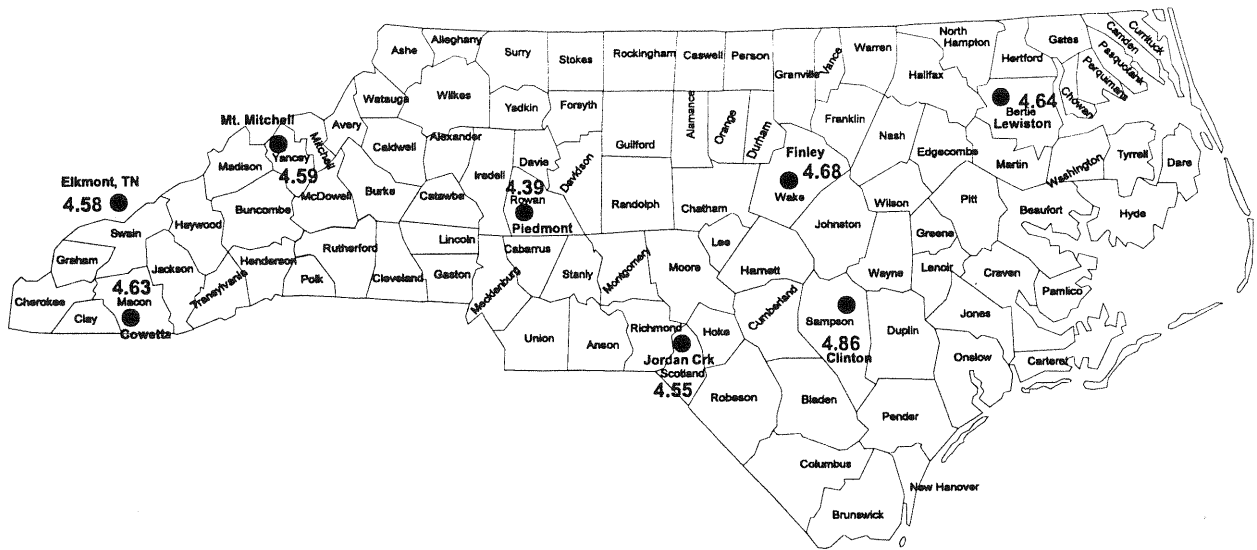 Ashe
Alleghany
Surry
Stokes
Rockingham
Caswell
Person
Granville
Vance
Warren
North
Hampton
Gates
Camden
Currituck
Pasquotank
Perquimans
Chowan
Hertford
Halifax
Watauga
Wilkes
Yadkin
Forsyth
Guilford
Alamance
Orange
Durham
Franklin
Nash
Edgecombe
4.64
Bertie
Lewiston
Martin
Washington
Tyrrell
Dare
Mt. Mitchell
Yancey
4.59
Mitchell
Avery
Caldwell
Alexander
Iredell
Davie
Davidson
4.39
Rowan
Piedmont
Randolph
Chatham
Finley
4.68
Wake
Johnston
Wilson
Pitt
Beaufort
Hyde
Elkmont, TN
4.58
Madison
Buncombe
McDowell
Burke
Catawba
Swain
Haywood
Graham
Jackson
Transylvania
Henderson
Polk
Rutherford
Cleveland
Lincoln
Gaston
Mecklenburg
Cabarrus
Stanly
Montgomery
Moore
Lee
Harnett
Cumberland
Wayne
Greene
Lenoir
Craven
Pamlico
Cherokee
Clay
4.63
Macon
Cowetta
Union
Anson
Richmond
Hoke
Jordan Crk
Scotland
4.55
Sampson
4.86
Clinton
Duplin
Jones
Onslow
Carteret
Robeson
Bladen
Pender
Columbus
New Hanover
Brunswick